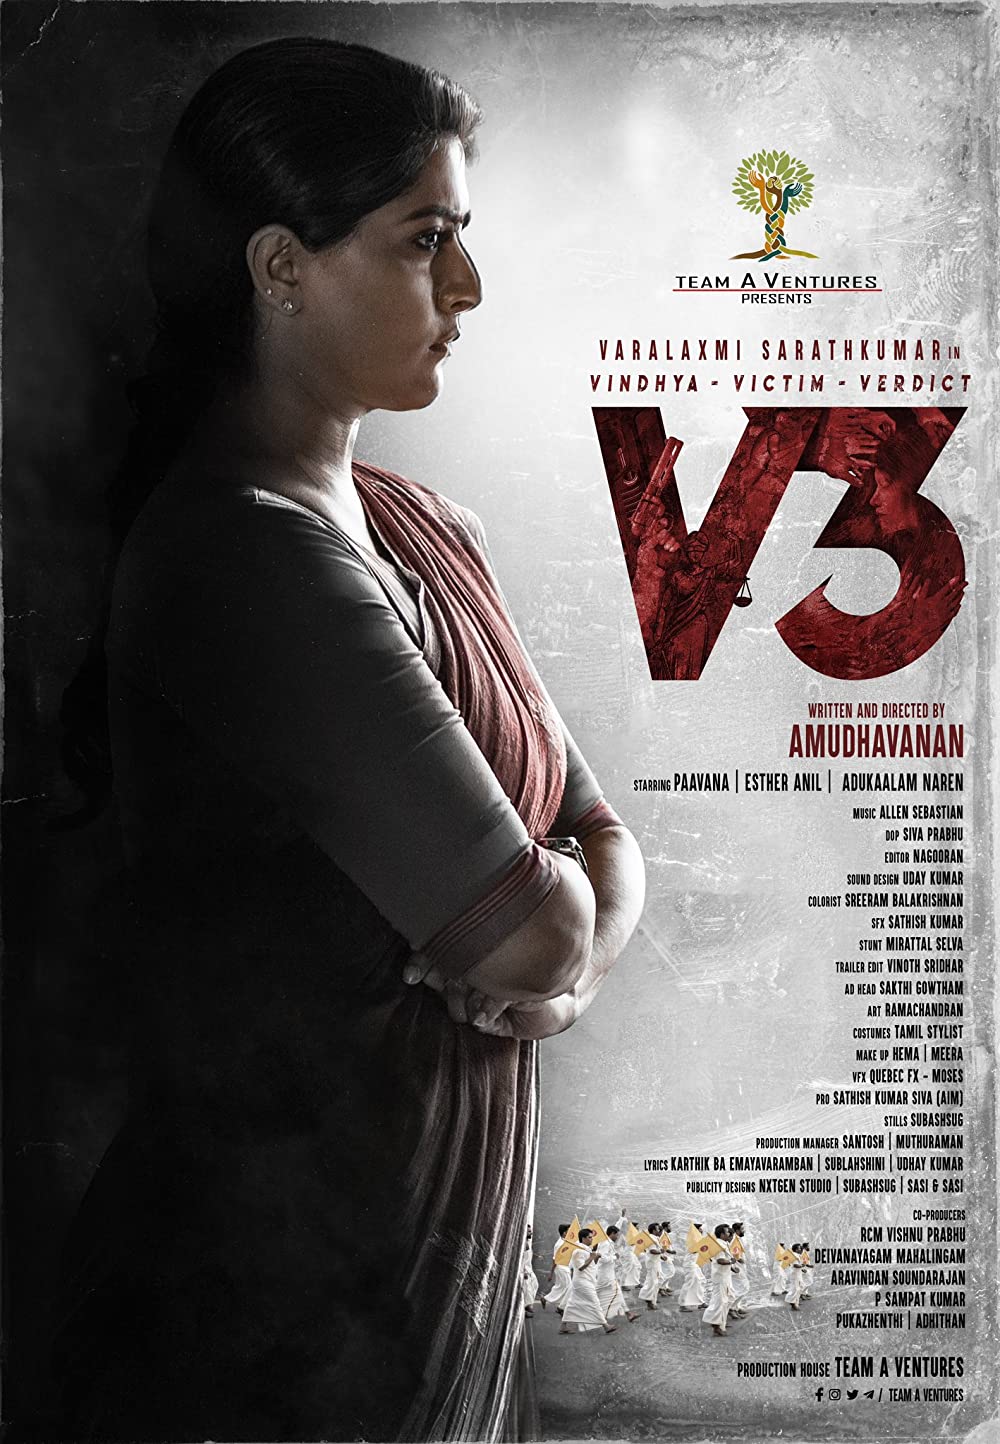 TEAM A VENTURES
PRESENTS
VARALAXMI SARATHKUMAR IN
VINDHYA - VICTIM - VERDICT
V3
WRITTEN AND DIRECTED BY
AMUDHAVANAN
STARRING PAAVANA | ESTHER ANIL | ADUKAALAM NAREN
MUSIC ALLEN SEBASTIAN
DOP SIVA PRABHU
EDITOR NAGOORAN
SOUND DESIGN UDAY KUMAR
COLORIST SREERAM BALAKRISHNAN
SFX SATHISH KUMAR
STUNT MIRATTAL SELVA
TRAILER EDIT VINOTH SRIDHAR
AD HEAD SAKTHI GOWTHAM
ART RAMACHANDRAN
COSTUMES TAMIL STYLIST
MAKE UP HEMA | MEERA
VFX QUEBEC FX - MOSES
PRO SATHISH KUMAR SIVA (AIM)
STILLS SUBASHSUG
PRODUCTION MANAGER SANTOSH | MUTHURAMAN
LYRICS KARTHIK BA EMAYAVARAMBAN | SUBLAHSHINI | UDHAY KUMAR
PUBLICITY DESIGNS NXTGEN STUDIO | SUBASHSUG | SASI & SASI
CO-PRODUCERS
RCM VISHNU PRABHU
DEIVANAYAGAM MAHALINGAM
ARAVINDAN SOUNDARAJAN
P SAMPAT KUMAR
PUKAZHENTHI | ADHITHAN
PRODUCTION HOUSE TEAM A VENTURES
/ TEAM A VENTURES